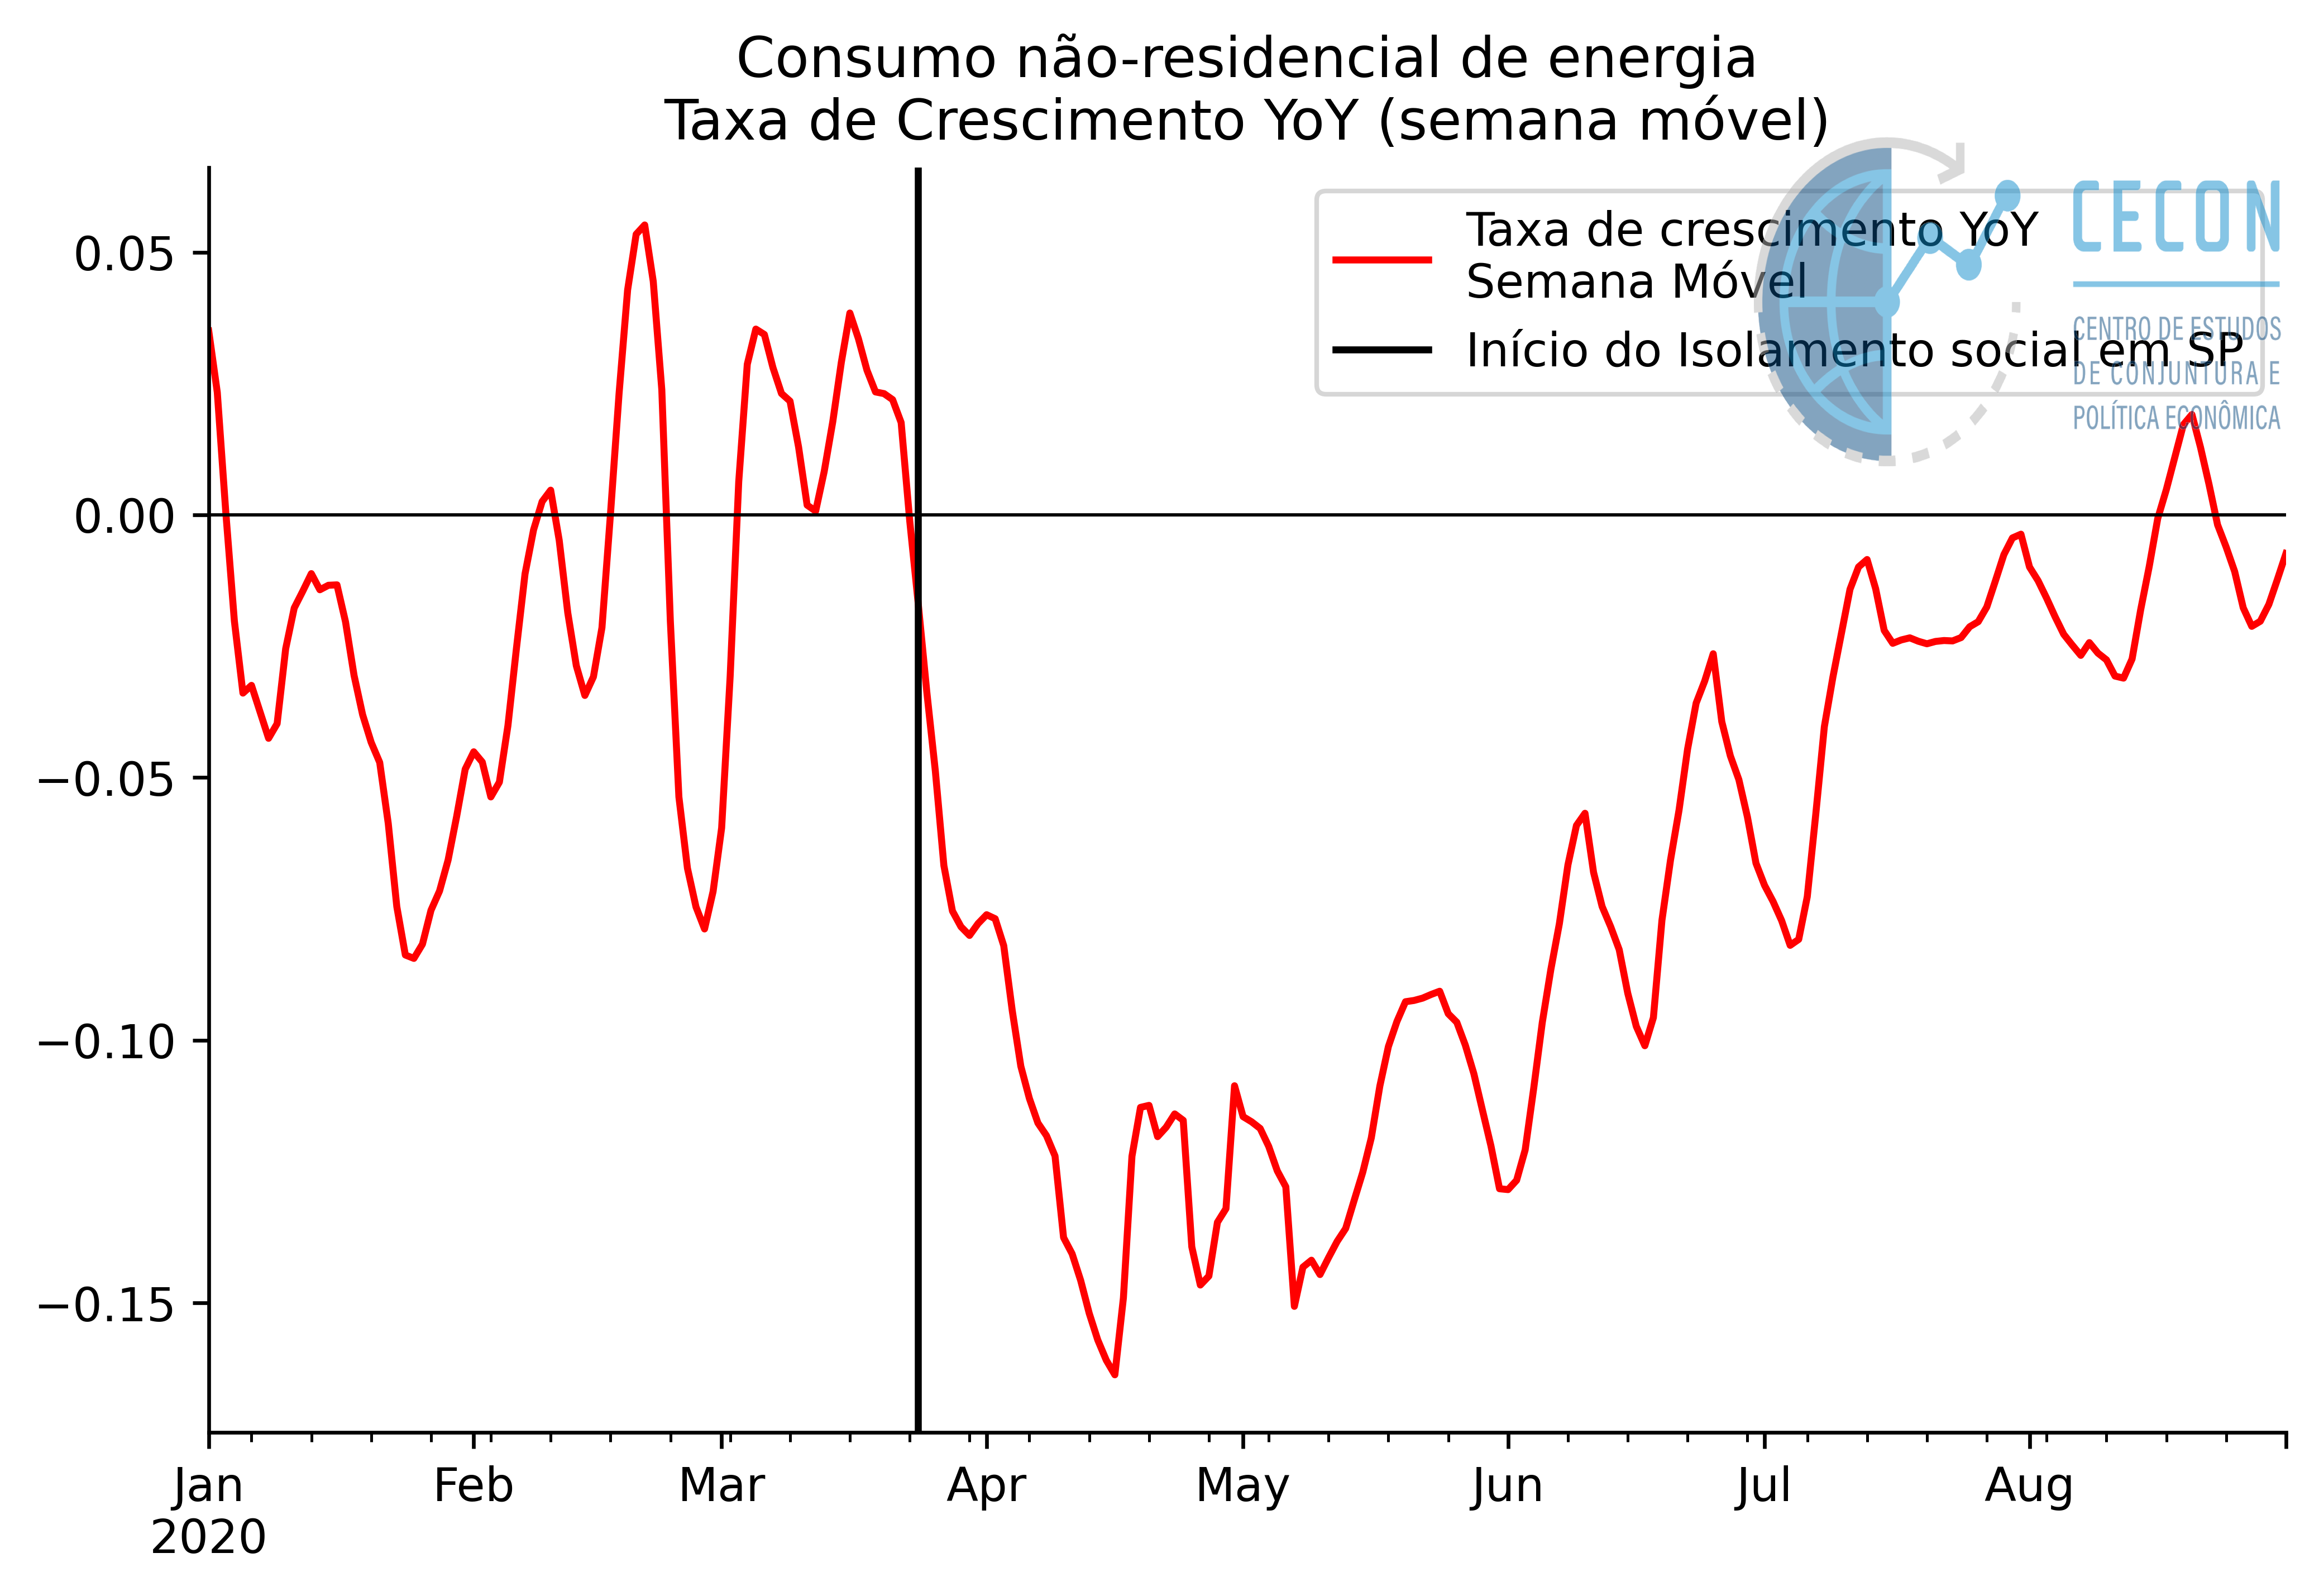 Consumo não-residencial de energia
Taxa de Crescimento YoY (semana móvel)
Taxa de crescimento YoY
Semana Móvel
Início do Isolamento social em SP
CECON
CENTRO DE ESTUDOS
DE CONJUNTURA E
POLÍTICA ECONÔMICA
0.05
0.00
−0.05
−0.10
−0.15
Jan Feb Mar Apr May Jun Jul Aug
2020